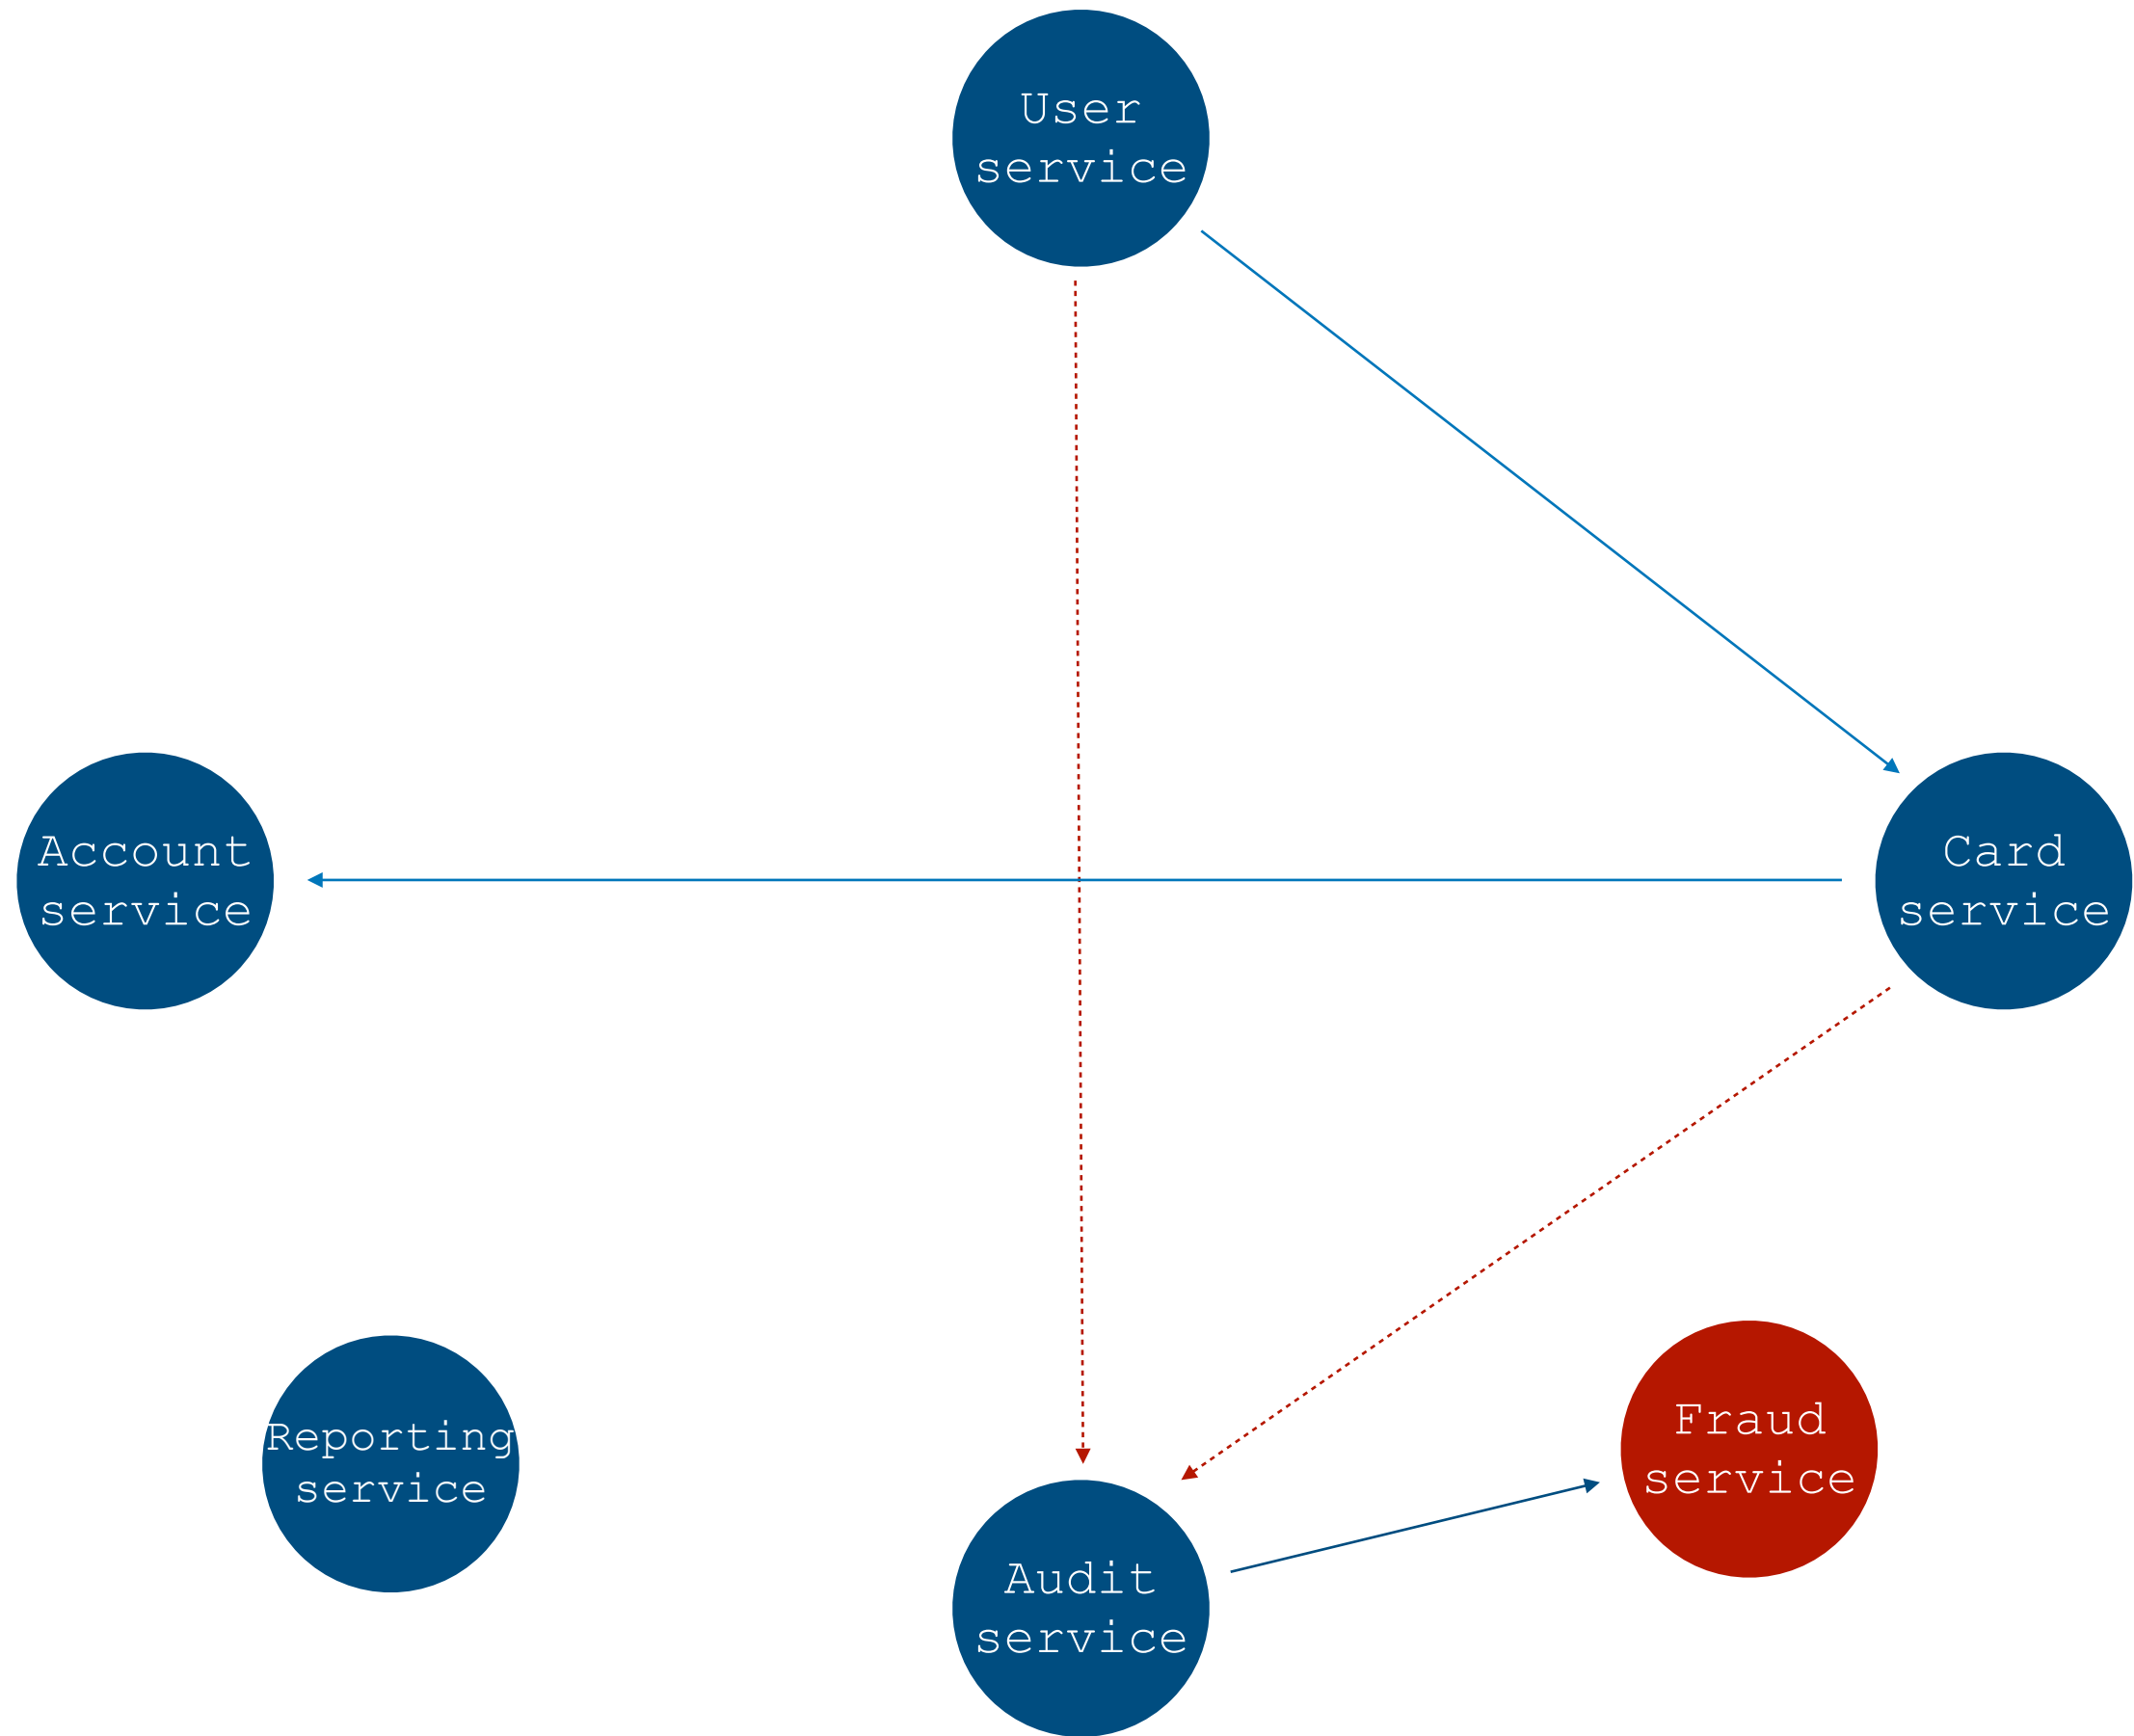 User
service
Account
service
Card
service
Reporting
service
Fraud
service
Audit
service